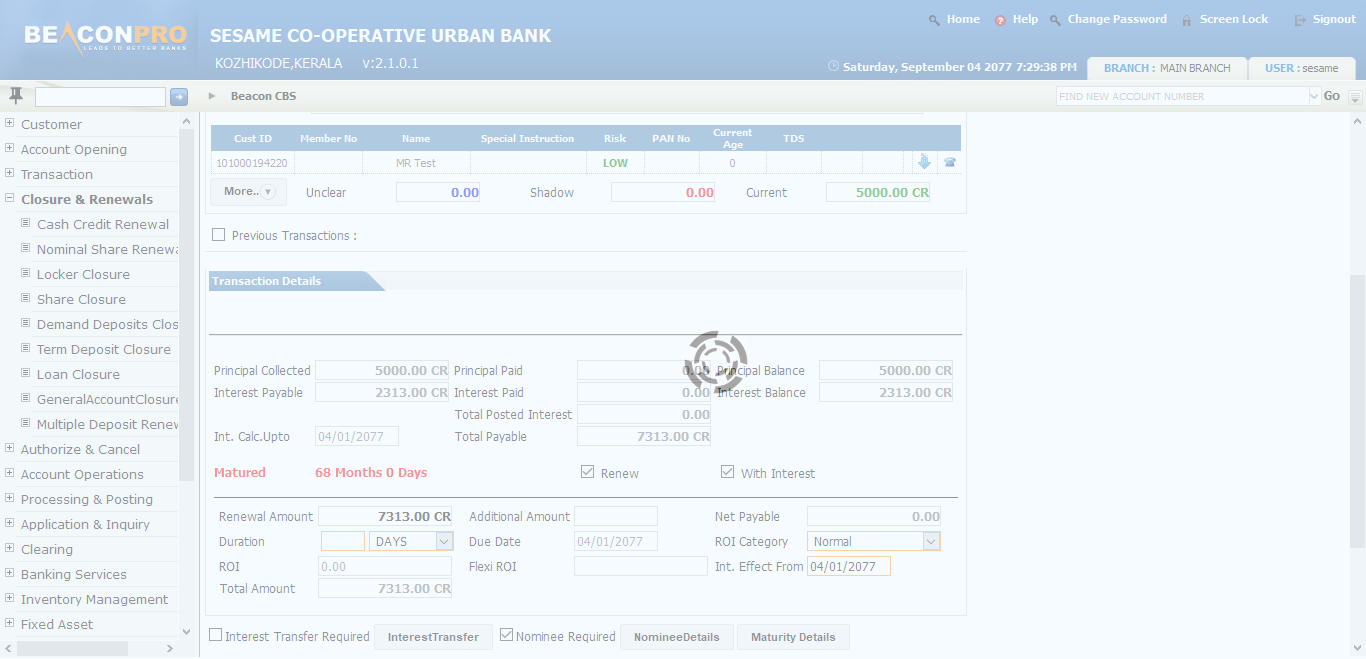 BEACONPRO
LEADS TO BETTER BANKS
SESAME CO-OPERATIVE URBAN BANK
KOZHIKODE,KERALA v:2.1.0.1
Home Help Change Password Screen Lock Signout
Saturday, September 04 2077 7:29:38 PM BRANCH : MAIN BRANCH USER : sesame
Beacon CBS FIND NEW ACCOUNT NUMBER Go
Customer
Account Opening
Transaction
Closure & Renewals
Cash Credit Renewal
Nominal Share Renewa
Locker Closure
Share Closure
Demand Deposits Clos
Term Deposit Closure
Loan Closure
GeneralAccountClosure
Multiple Deposit Renew
Authorize & Cancel
Account Operations
Processing & Posting
Application & Inquiry
Clearing
Banking Services
Inventory Management
Fixed Asset
Cust ID Member No Name Special Instruction Risk PAN No Current Age TDS
101000194220 MR Test LOW 0
More.. Unclear 0.00 Shadow 0.00 Current 5000.00 CR
Previous Transactions :
Transaction Details
Principal Collected 5000.00 CR Principal Paid 0.00 Principal Balance 5000.00 CR
Interest Payable 2313.00 CR Interest Paid 0.00 Interest Balance 2313.00 CR
Total Posted Interest 0.00
Int. Calc.Upto 04/01/2077 Total Payable 7313.00 CR
Matured 68 Months 0 Days Renew With Interest
Renewal Amount 7313.00 CR Additional Amount Net Payable 0.00
Duration DAYS Due Date 04/01/2077 ROI Category Normal
ROI 0.00 Flexi ROI Int. Effect From 04/01/2077
Total Amount 7313.00 CR
Interest Transfer Required InterestTransfer Nominee Required NomineeDetails Maturity Details